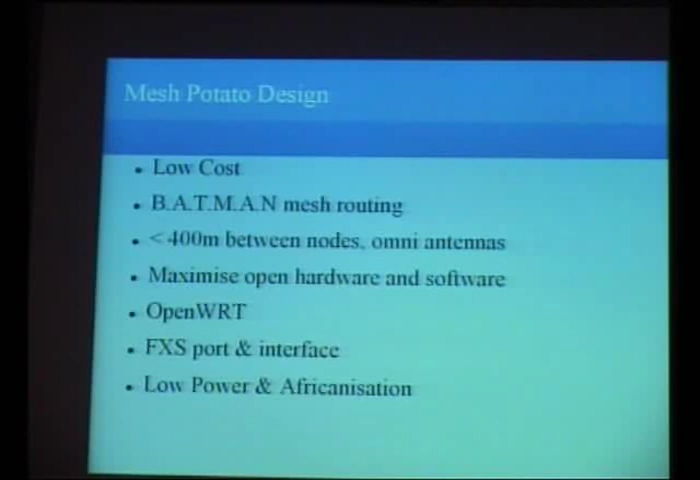 Mesh Potato Design
• Low Cost
• B.A.T.M.A.N mesh routing
• < 400m between nodes, omni antennas
• Maximise open hardware and software
• OpenWRT
• FXS port & interface
• Low Power & Africanisation